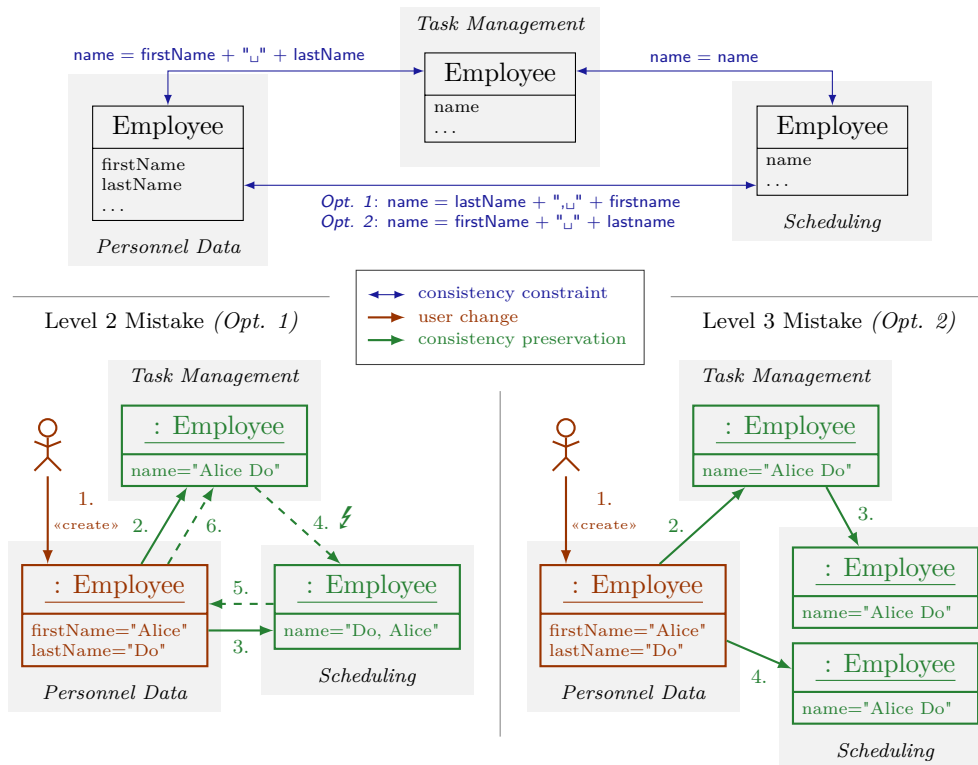 Task Management
name = firstName + "␣" + lastName
name = name
Employee
name
...
Employee
firstName
lastName
...
Personnel Data
Employee
name
...
Scheduling
Opt. 1: name = lastName + ",␣" + firstname
Opt. 2: name = firstName + "␣" + lastname
consistency constraint
user change
consistency preservation
Level 2 Mistake (Opt. 1)
Task Management
: Employee
name="Alice Do"
1.
«create»
2.
6.
4.
: Employee
firstName="Alice"
lastName="Do"
Personnel Data
5.
3.
: Employee
name="Do, Alice"
Scheduling
Level 3 Mistake (Opt. 2)
Task Management
: Employee
name="Alice Do"
1.
«create»
2.
3.
: Employee
firstName="Alice"
lastName="Do"
Personnel Data
4.
: Employee
name="Alice Do"
: Employee
name="Alice Do"
Scheduling